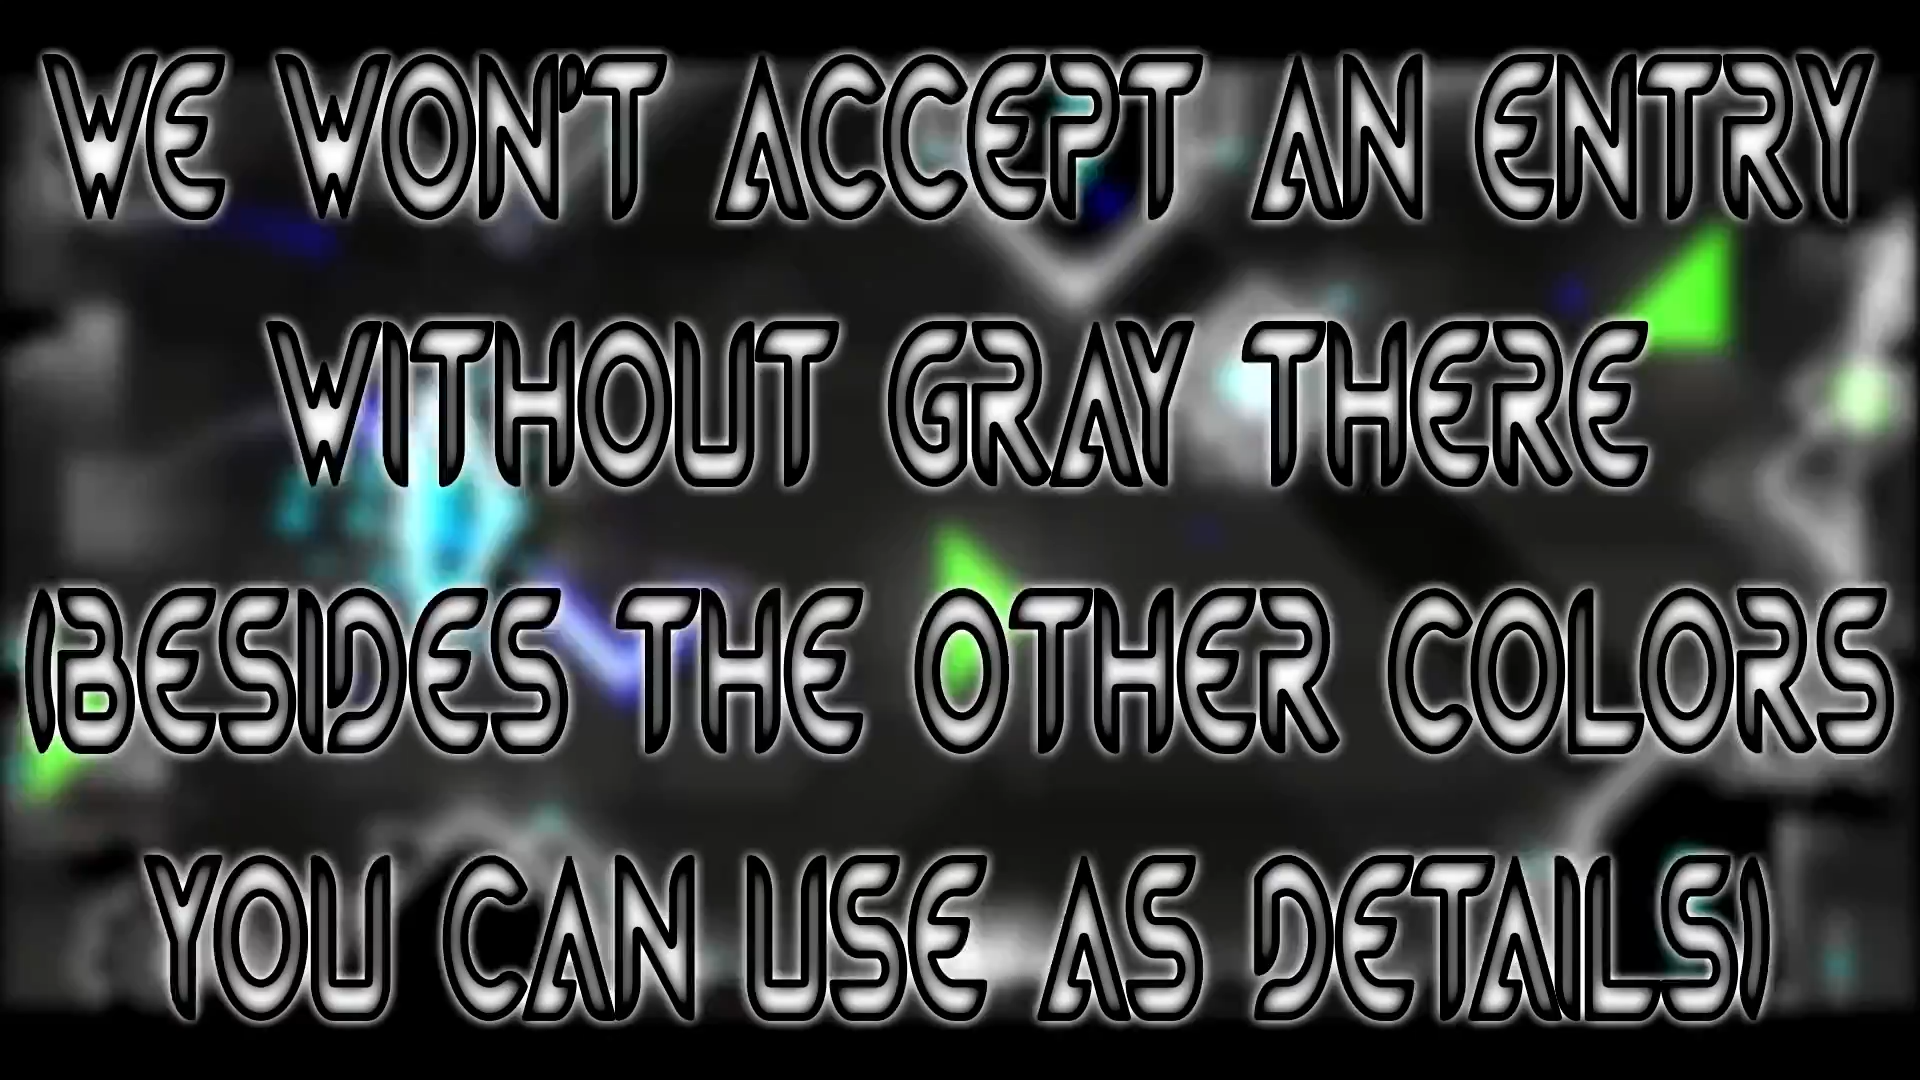 WE WON'T ACCEPT AN ENTRY
WITHOUT GRAY THERE
(BESIDES THE OTHER COLORS
YOU CAN USE AS DETAILS)